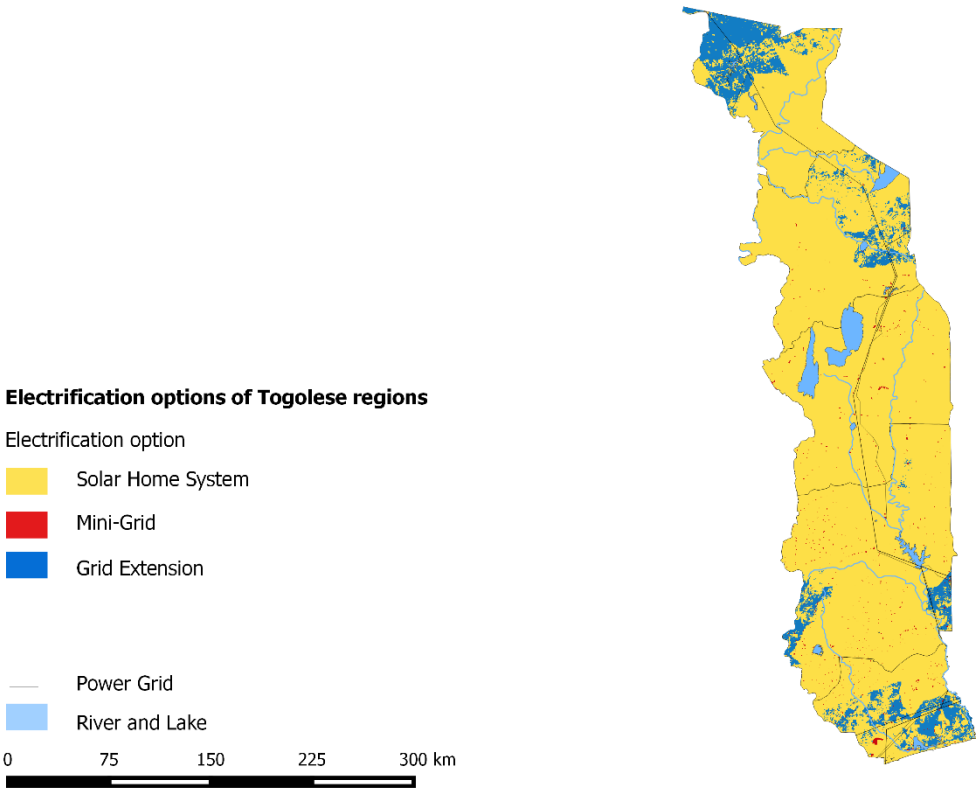 Electrification options of Togolese regions
Electrification option
Solar Home System
Mini-Grid
Grid Extension
Power Grid
River and Lake
0 75 150 225 300 km